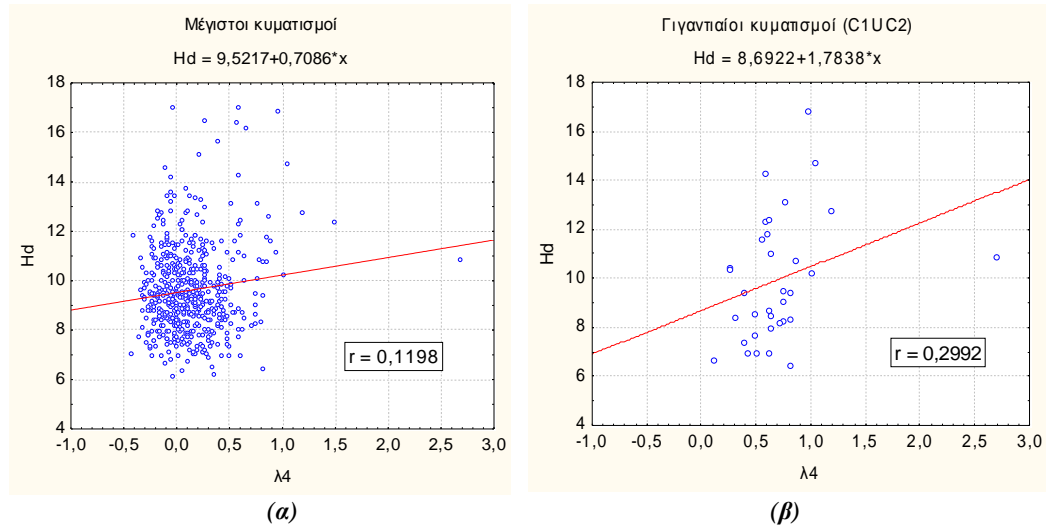 Μέγιστοι κυματισμοί
Hd = 9,5217+0,7086*x
18
16
14
12
10
8
6
4
Hd
r = 0,1198
-1,0 -0,5 0,0 0,5 1,0 1,5 2,0 2,5 3,0
λ4
(α)
Γιγαντιαίοι κυματισμοί (C1UC2)
Hd = 8,6922+1,7838*x
18
16
14
12
10
8
6
4
Hd
r = 0,2992
-1,0 -0,5 0,0 0,5 1,0 1,5 2,0 2,5 3,0
λ4
(β)